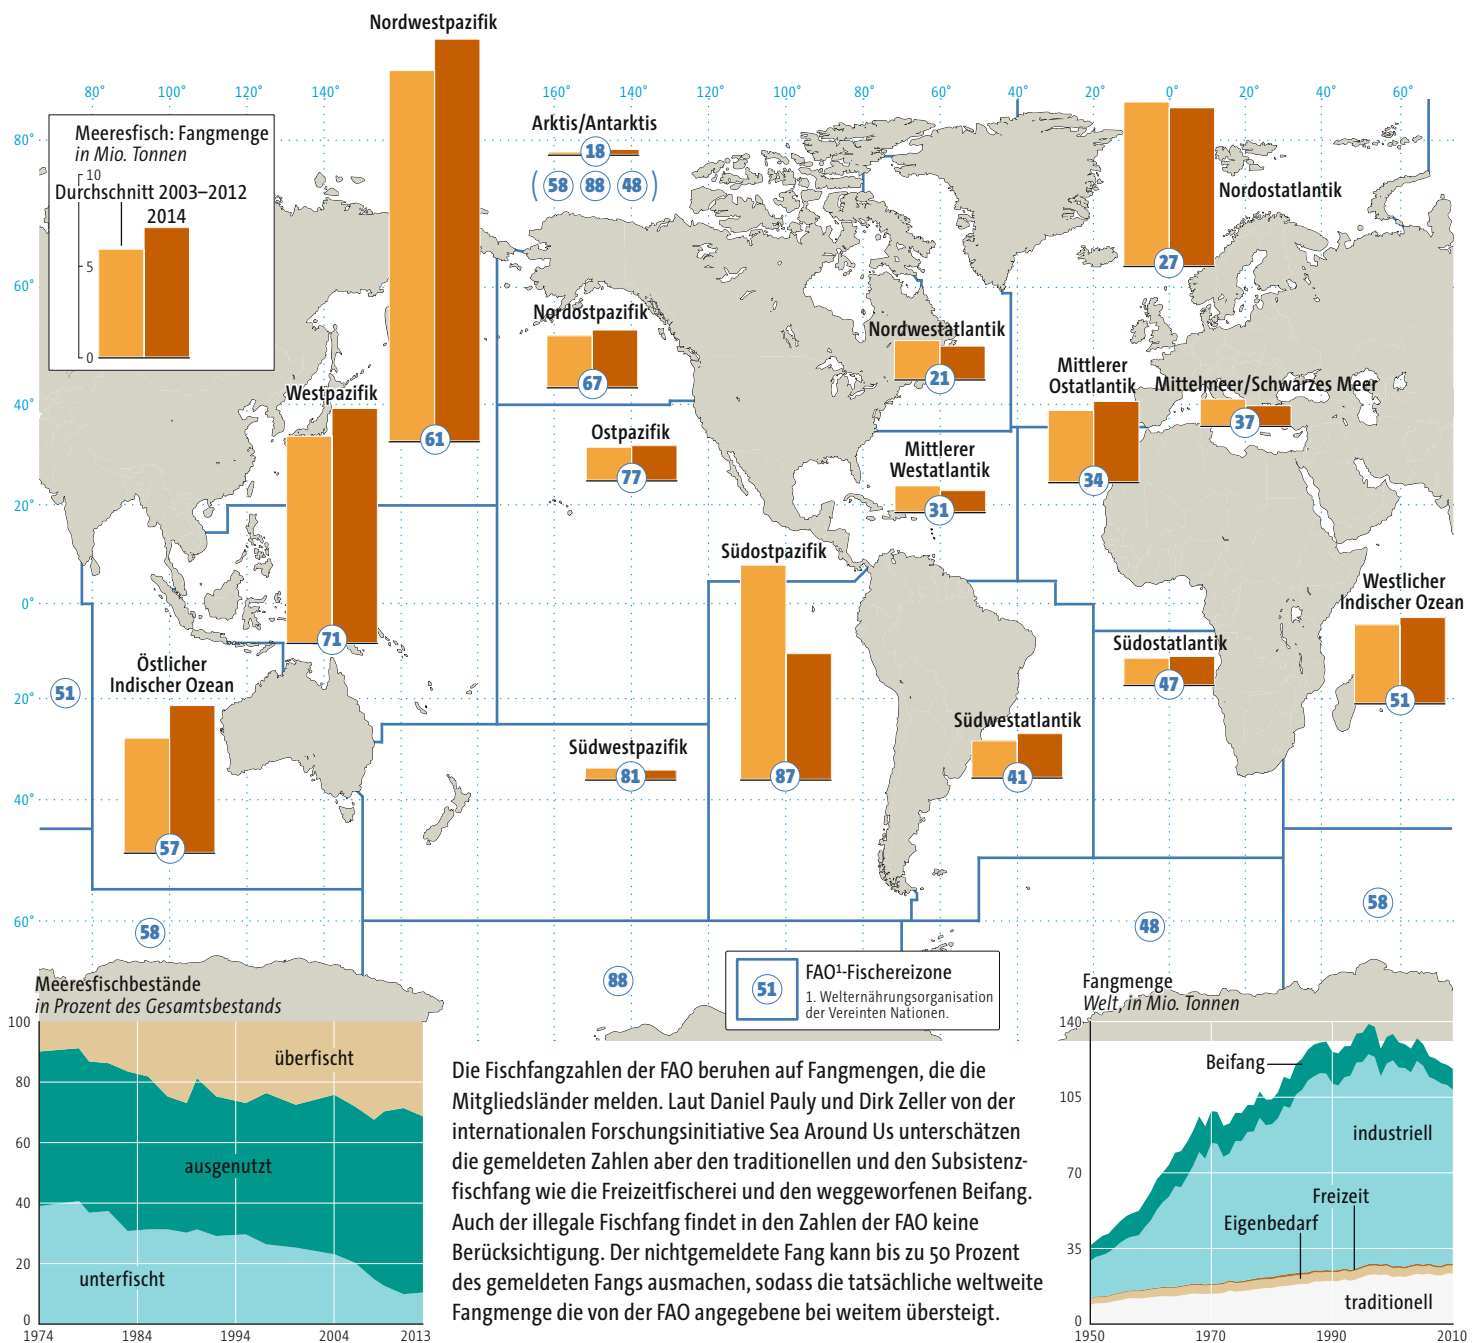 Nordwestpazifik
80°
100°
120°
140°
160°
140°
120°
100°
80°
60°
40°
20°
0°
20°
40°
60°
80°
60°
40°
20°
0°
20°
40°
60°
Meeresfisch: Fangmenge
in Mio. Tonnen
10
Durchschnitt 2003–2012
2014
5
0
Arktis/Antarktis
18
(58 88 48)
Nordostatlantik
27
Nordostpazifik
67
Nordwestatlantik
21
Mittlerer
Ostatlantik
34
Mittelmeer/Schwarzes Meer
37
Westpazifik
71
61
Ostpazifik
77
Mittlerer
Westatlantik
31
Südostpazifik
87
Westlicher
Indischer Ozean
51
Südostatlantik
47
Östlicher
Indischer Ozean
57
51
Südwestpazifik
81
Südwestatlantik
41
58
88
48
58
51
FAO¹-Fischereizone
1. Welternährungsorganisation
der Vereinten Nationen.
Meeresfischbestände
in Prozent des Gesamtsbestands
100
80
60
40
20
0
überfischt
ausgenutzt
unterfischt
1974
1984
1994
2004
2013
Die Fischfangzahlen der FAO beruhen auf Fangmengen, die die
Mitgliedsländer melden. Laut Daniel Pauly und Dirk Zeller von der
internationalen Forschungsinitiative Sea Around Us unterschätzen
die gemeldeten Zahlen aber den traditionellen und den Subsistenz-
fischfang wie die Freizeitfischerei und den weggeworfenen Beifang.
Auch der illegale Fischfang findet in den Zahlen der FAO keine
Berücksichtigung. Der nichtgemeldete Fang kann bis zu 50 Prozent
des gemeldeten Fangs ausmachen, sodass die tatsächliche weltweite
Fangmenge die von der FAO angegebene bei weitem übersteigt.
Fangmenge
Welt, in Mio. Tonnen
140
105
70
35
0
Beifang
industriell
Freizeit
Eigenbedarf
traditionell
1950
1970
1990
2010